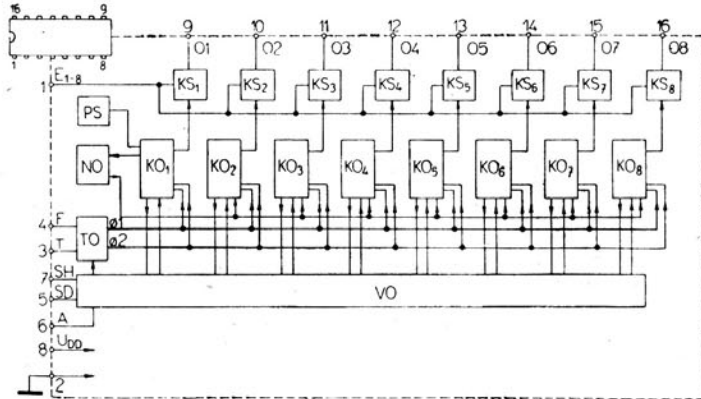 16 9
1 8
9 10 11 12 13 14 15 16
O1 O2 O3 O4 O5 O6 O7 O8
1 E1-8
KS1 KS2 KS3 KS4 KS5 KS6 KS7 KS8
PS
NO
KO1 KO2 KO3 KO4 KO5 KO6 KO7 KO8
4 F
TO
Ø1
Ø2
3 T
7 SH
5 SD
VO
6 A
8 UDD
2